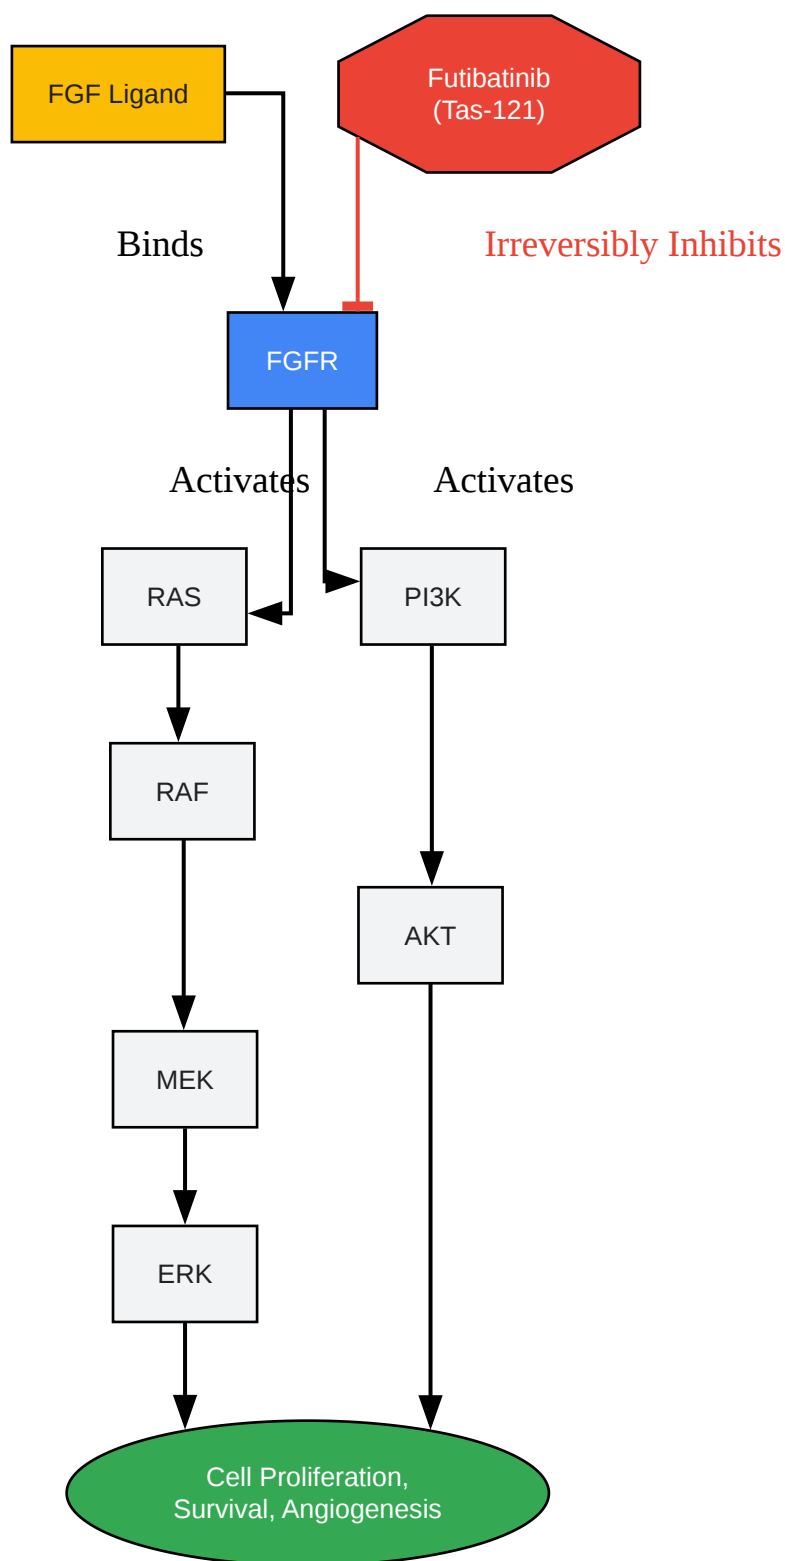 FGF Ligand
Futibatinib
(Tas-121)
Binds
Irreversibly Inhibits
FGFR
Activates
Activates
RAS
PI3K
RAF
AKT
MEK
ERK
Cell Proliferation,
Survival, Angiogenesis